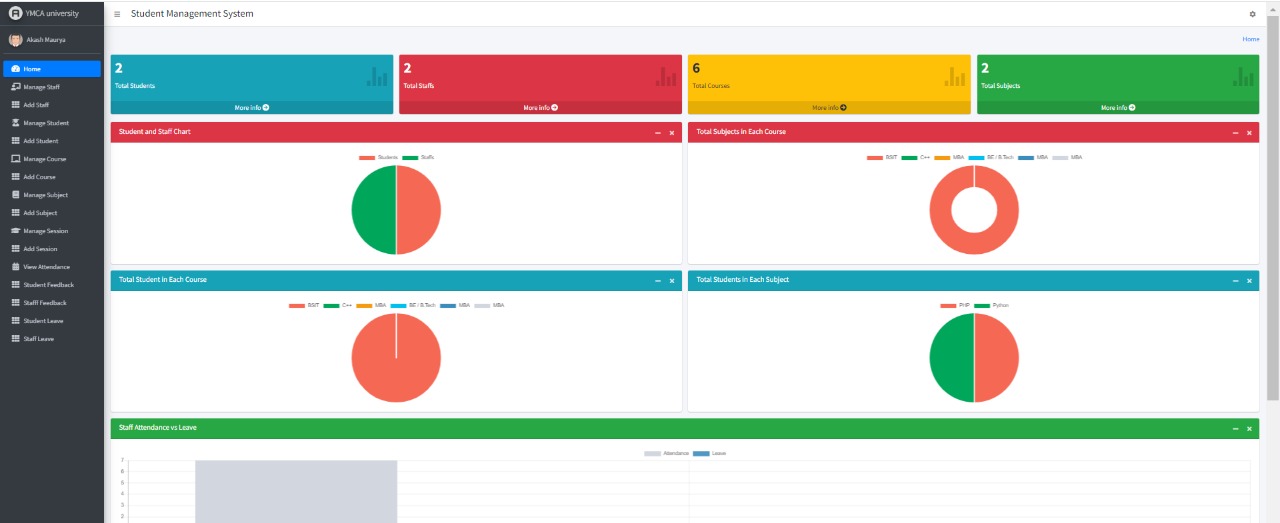 YMCA university
Student Management System
Akash Maurya
Home
Home
Manage Staff
Add Staff
Manage Student
Add Student
Manage Course
Add Course
Manage Subject
Add Subject
Manage Session
Add Session
View Attendance
Student Feedback
Stafff Feedback
Student Leave
Staff Leave
2
Total Students
More info
2
Total Staffs
More info
6
Total Courses
More info
2
Total Subjects
More info
Student and Staff Chart
Students Staffs
Total Subjects in Each Course
BSIT C++ MBA BE / B.Tech MBA MBA
Total Student in Each Course
BSIT C++ MBA BE / B.Tech MBA MBA
Total Students in Each Subject
PHP Python
Staff Attendance vs Leave
Attendance Leave
7
6
5
4
3
2